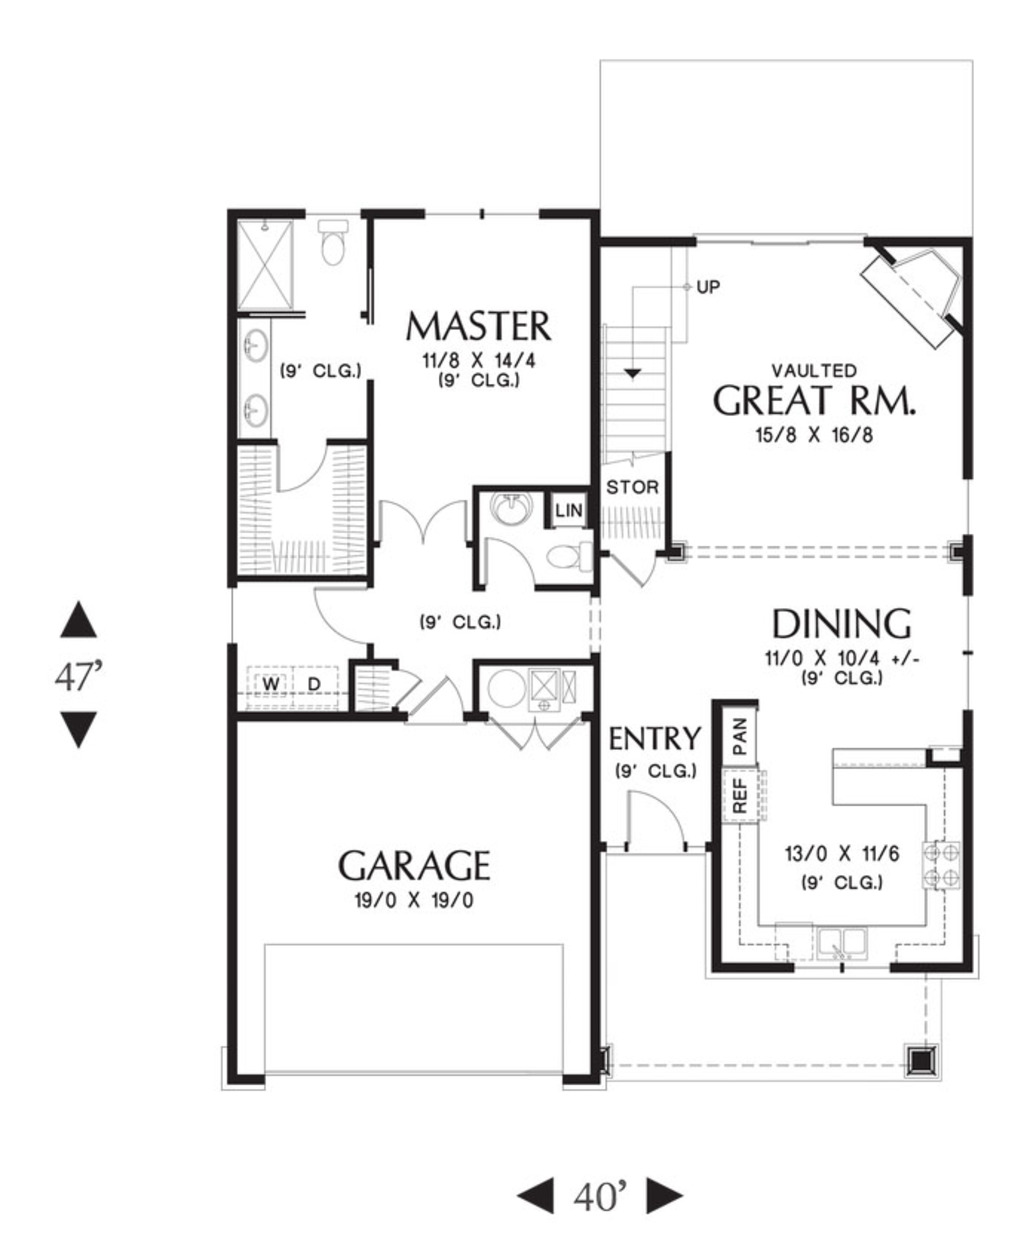 UP
MASTER
11/8 X 14/4
(9' CLG.)
(9' CLG.)
VAULTED
GREAT RM.
15/8 X 16/8
STOR
LIN
(9' CLG.)
DINING
11/0 X 10/4 +/-
(9' CLG.)
47'
W D
ENTRY
(9' CLG.)
PAN
REF
13/0 X 11/6
(9' CLG.)
GARAGE
19/0 X 19/0
40'